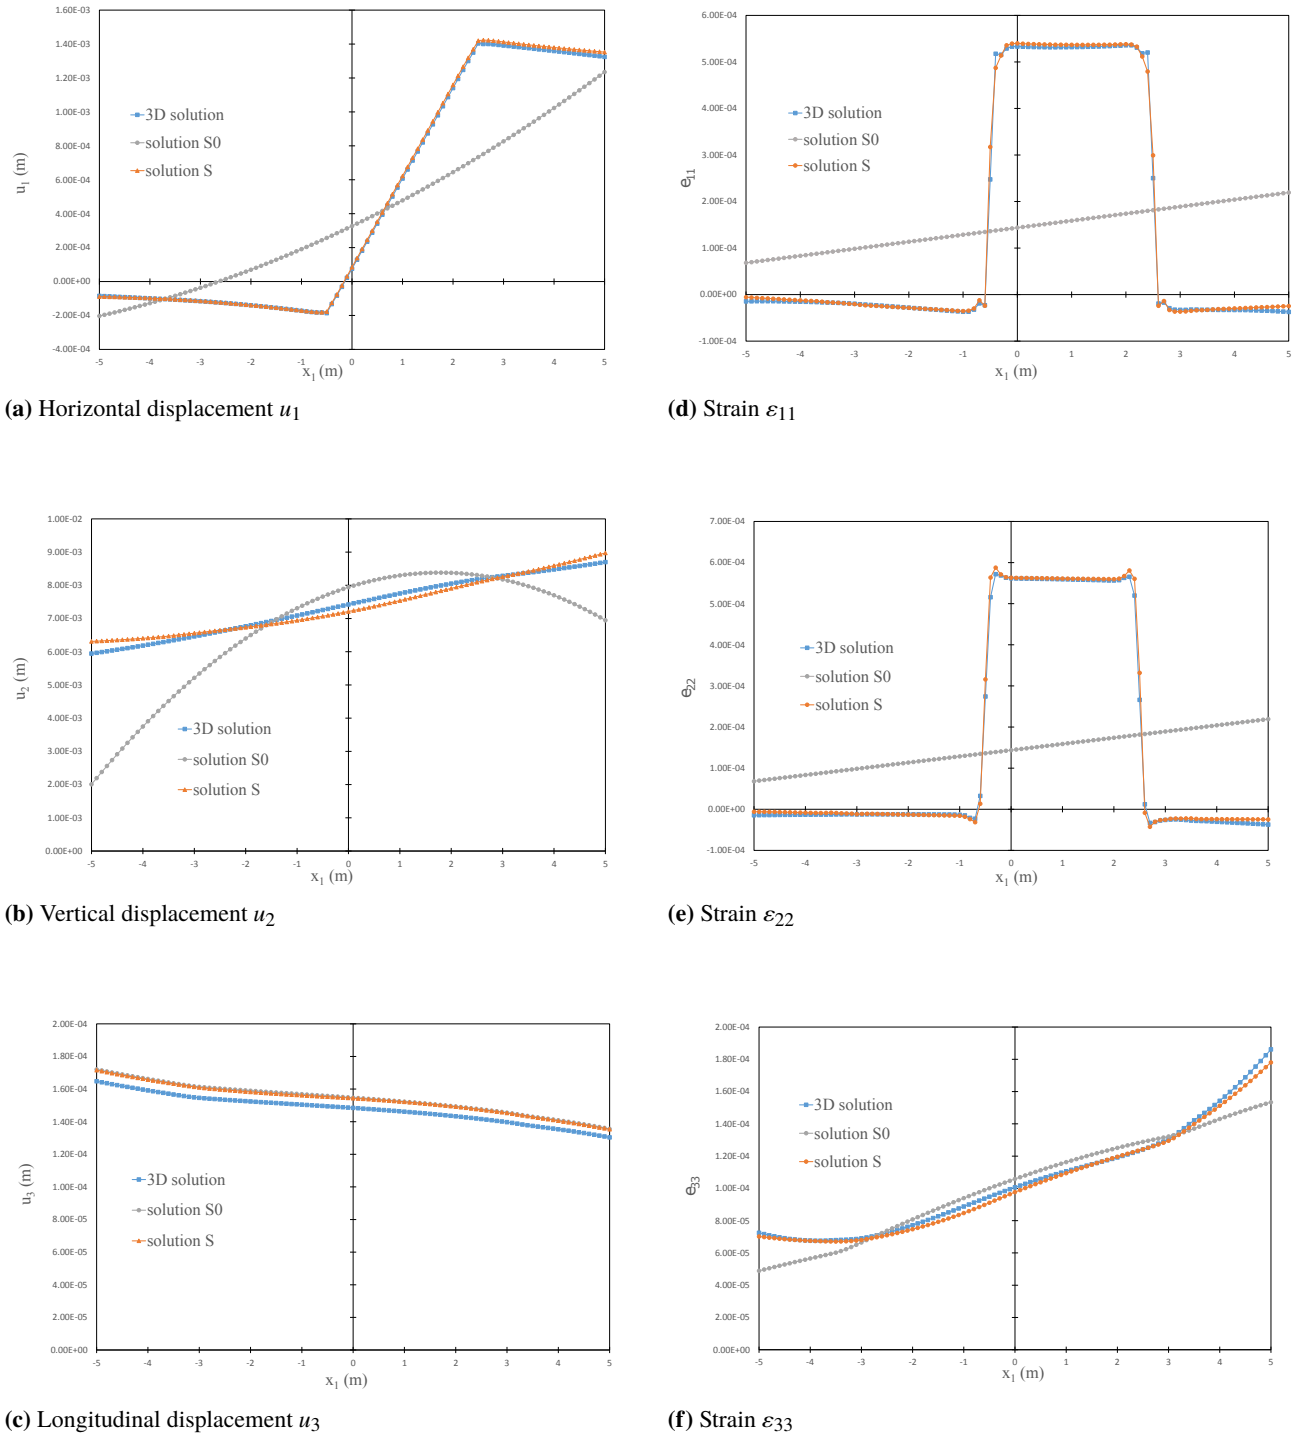 1.60E-03
1.40E-03
1.20E-03
1.00E-03
8.00E-04
6.00E-04
4.00E-04
2.00E-04
0.00E+00
-2.00E-04
-4.00E-04
u1 (m)
3D solution
solution S0
solution S
-5 -4 -3 -2 -1 0 1 2 3 4 5
x1 (m)
(a) Horizontal displacement u1
6.00E-04
5.00E-04
4.00E-04
3.00E-04
2.00E-04
1.00E-04
0.00E+00
-1.00E-04
e11
3D solution
solution S0
solution S
-5 -4 -3 -2 -1 0 1 2 3 4 5
x1 (m)
(d) Strain ε11
1.00E-02
9.00E-03
8.00E-03
7.00E-03
6.00E-03
5.00E-03
4.00E-03
3.00E-03
2.00E-03
1.00E-03
0.00E+00
u2 (m)
3D solution
solution S0
solution S
-5 -4 -3 -2 -1 0 1 2 3 4 5
x1 (m)
(b) Vertical displacement u2
7.00E-04
6.00E-04
5.00E-04
4.00E-04
3.00E-04
2.00E-04
1.00E-04
0.00E+00
-1.00E-04
e22
3D solution
solution S0
solution S
-5 -4 -3 -2 -1 0 1 2 3 4 5
x1 (m)
(e) Strain ε22
2.00E-04
1.80E-04
1.60E-04
1.40E-04
1.20E-04
1.00E-04
8.00E-05
6.00E-05
4.00E-05
2.00E-05
0.00E+00
u3 (m)
3D solution
solution S0
solution S
-5 -4 -3 -2 -1 0 1 2 3 4 5
x1 (m)
(c) Longitudinal displacement u3
2.00E-04
1.80E-04
1.60E-04
1.40E-04
1.20E-04
1.00E-04
8.00E-05
6.00E-05
4.00E-05
2.00E-05
0.00E+00
e33
3D solution
solution S0
solution S
-5 -4 -3 -2 -1 0 1 2 3 4 5
x1 (m)
(f) Strain ε33